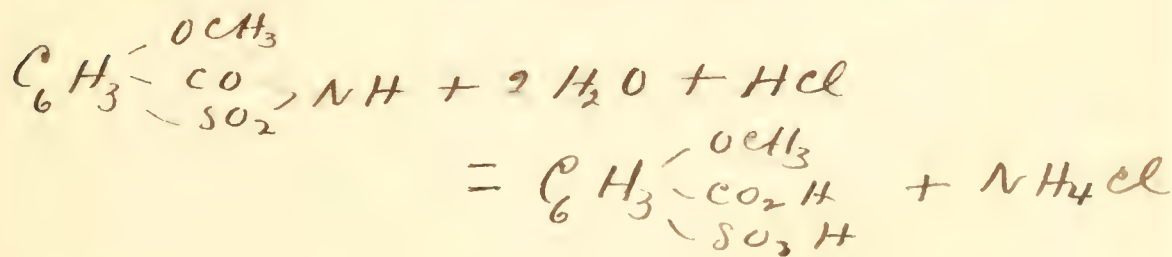 C₆H₃ OCH₃ CO SO₂ > NH + 2 H₂O + HCl
= C₆H₃ OCH₃ CO₂H SO₃H + NH₄Cl